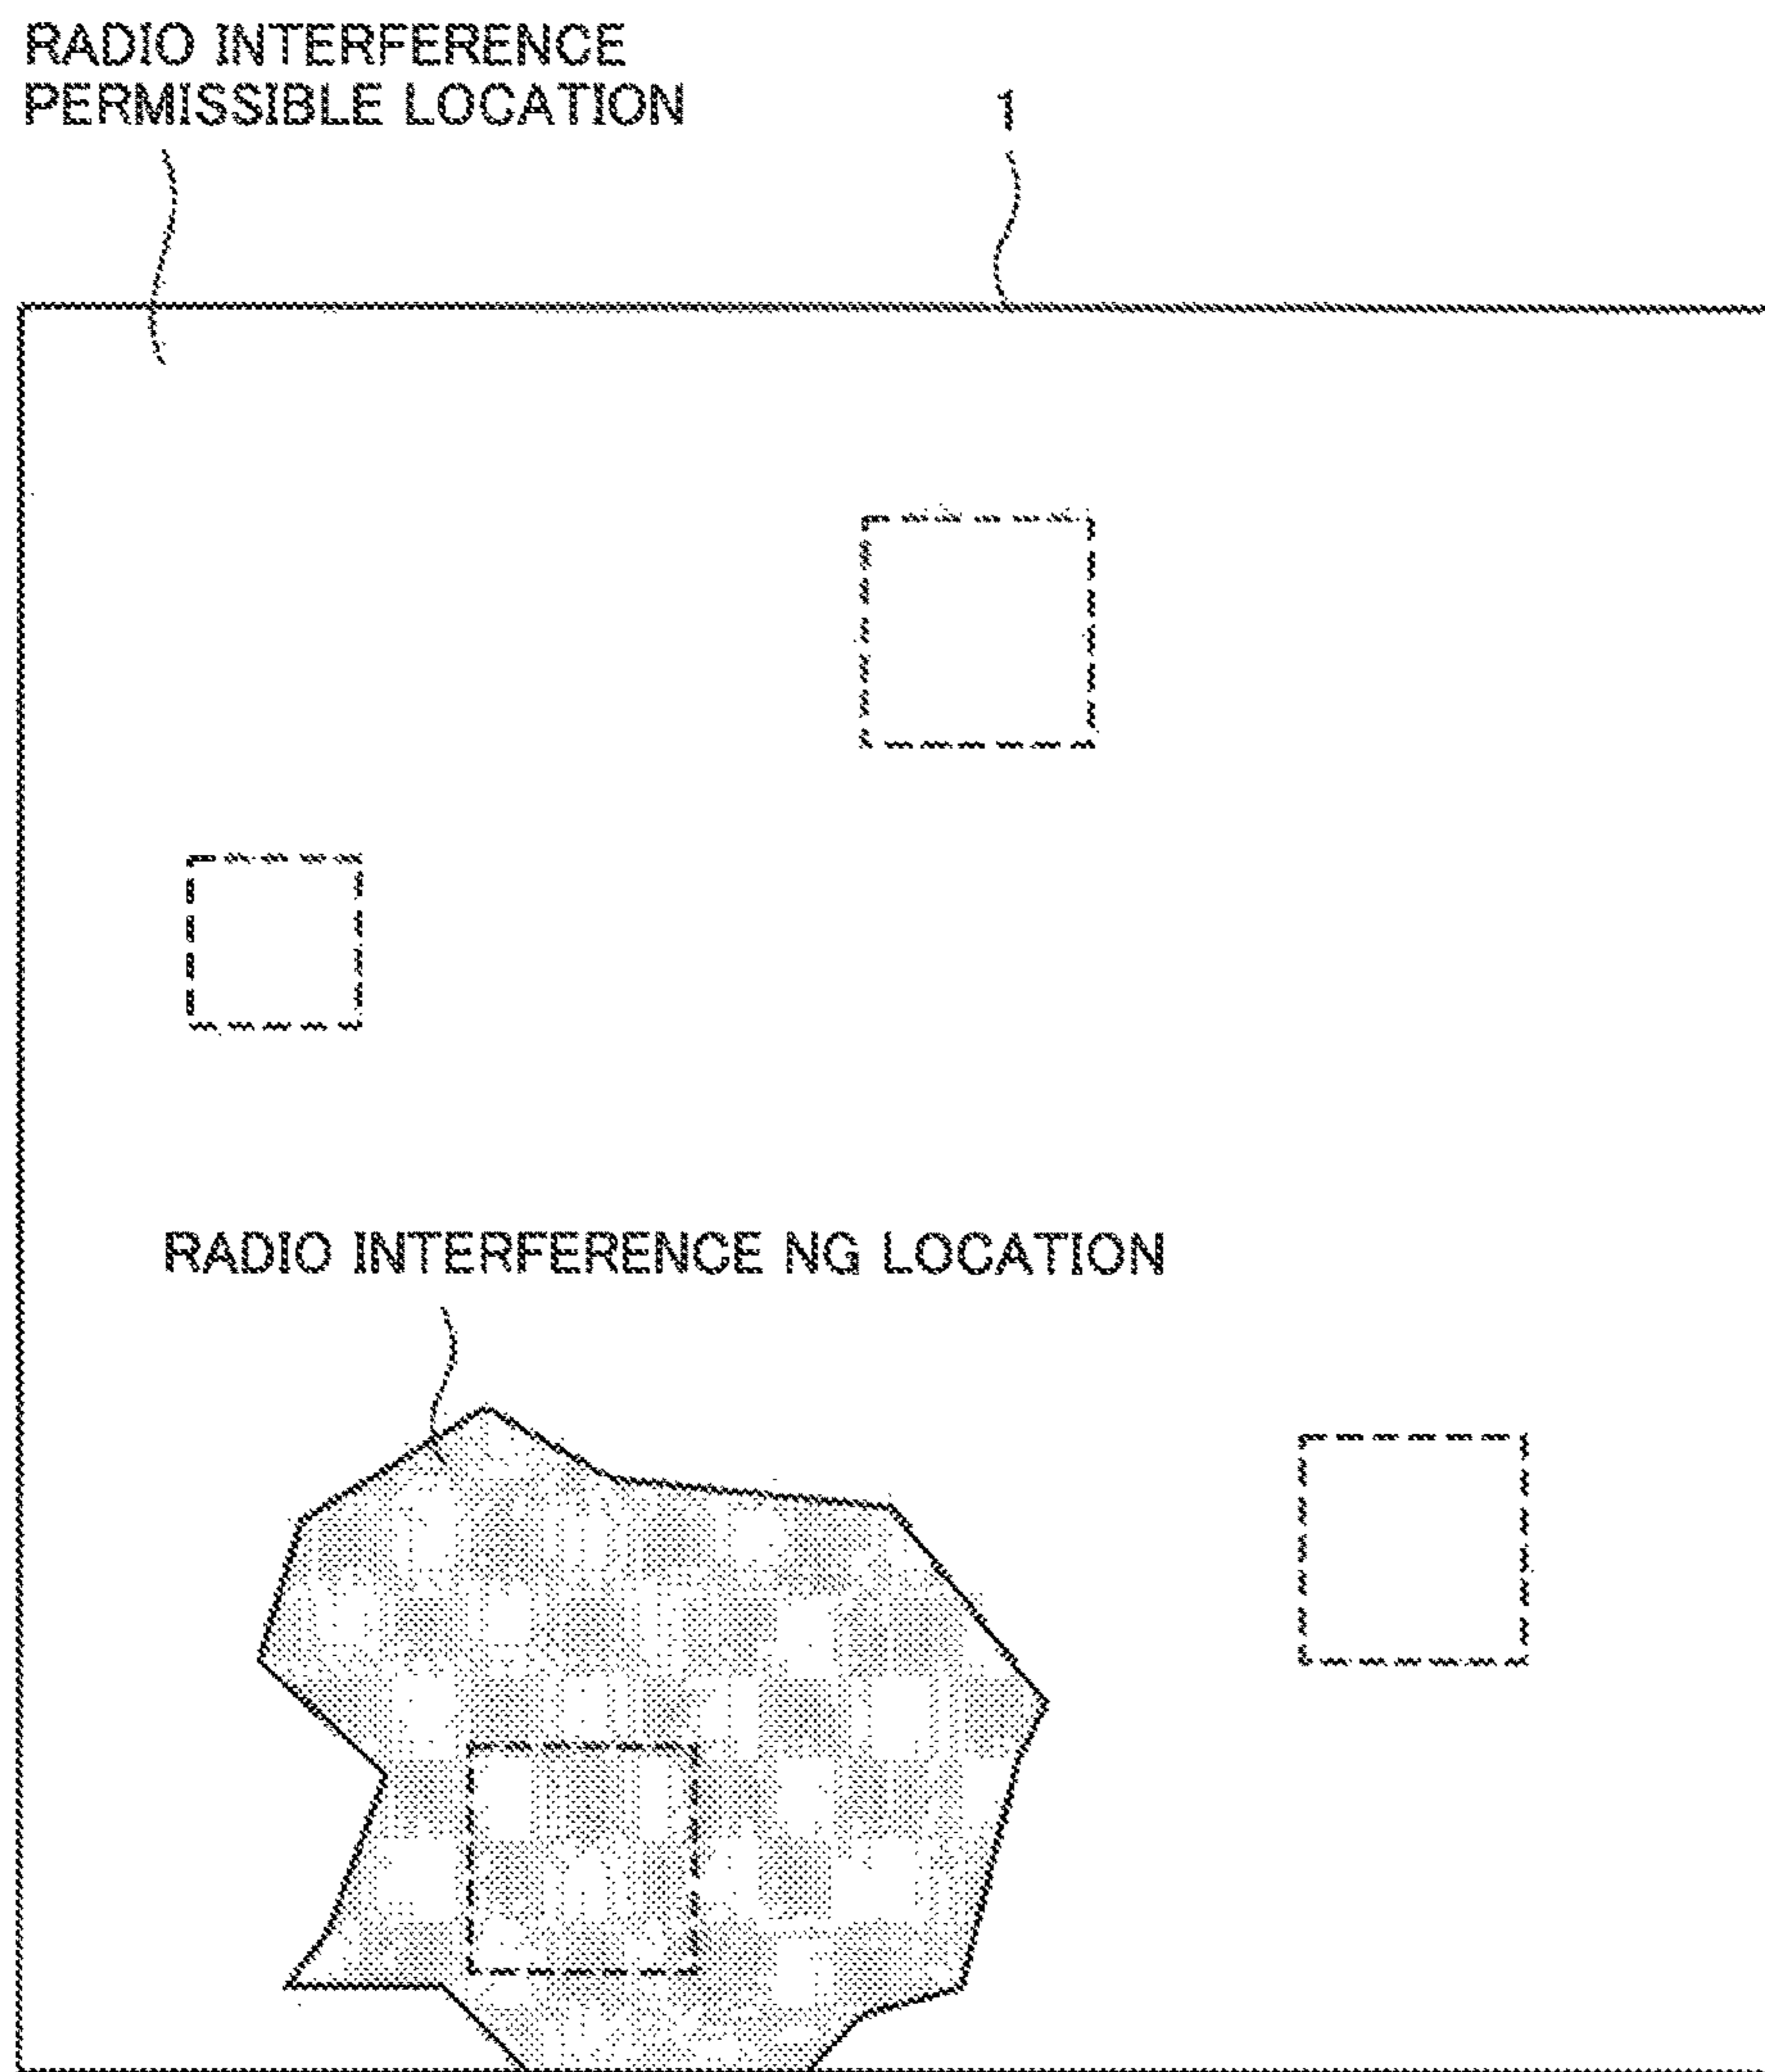 RADIO INTERFERENCE
PERMISSIBLE LOCATION
1
RADIO INTERFERENCE NG LOCATION